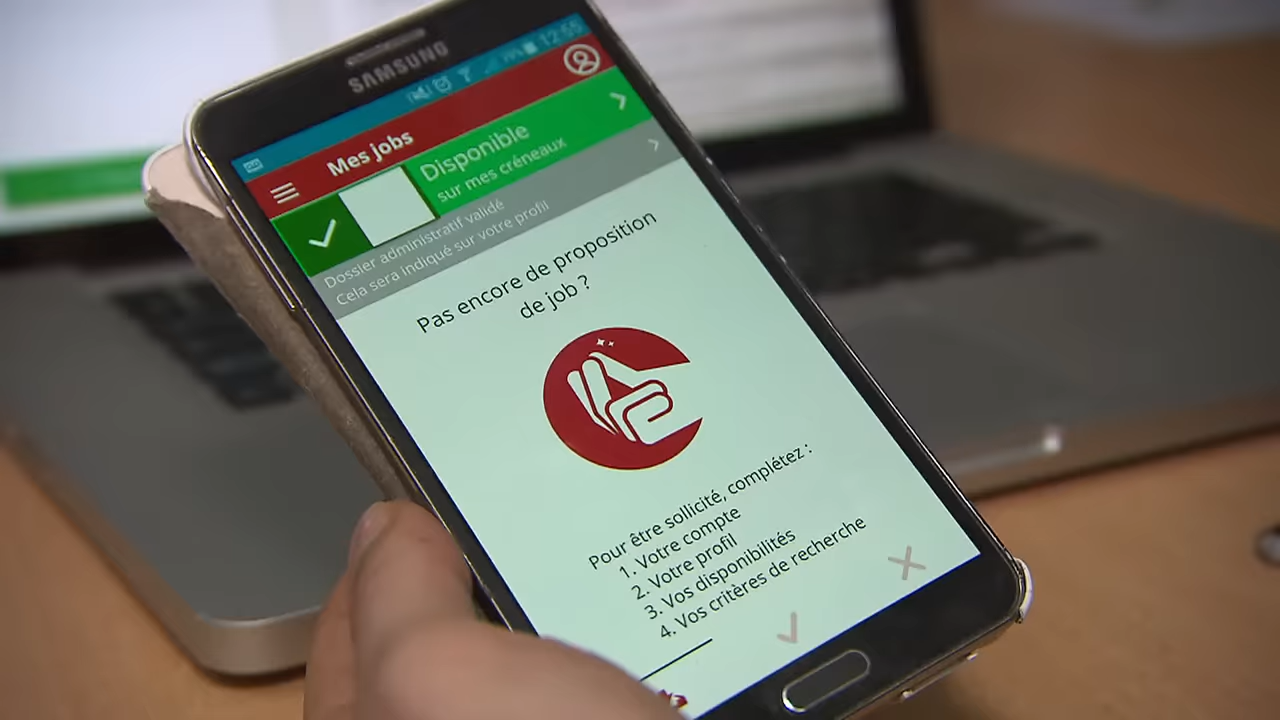 SAMSUNG
12:55
Mes jobs
Disponible
sur mes créneaux
Dossier administratif validé
Cela sera indiqué sur votre profil
Pas encore de proposition
de job ?
Pour être sollicité, complétez :
1. Votre compte
2. Votre profil
3. Vos disponibilités
4. Vos critères de recherche